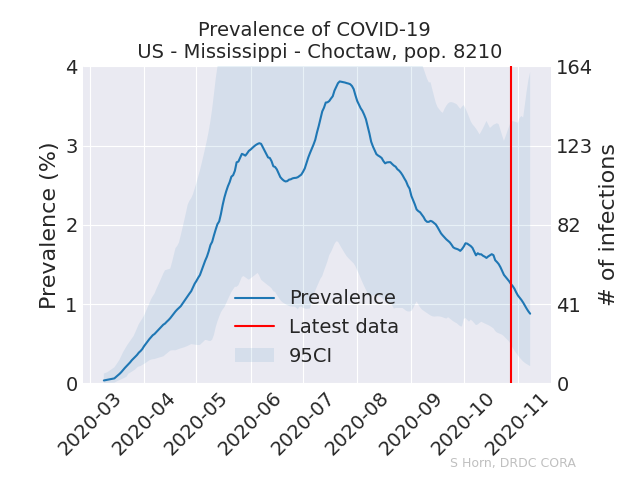 Prevalence of COVID-19
US - Mississippi - Choctaw, pop. 8210
4
3
2
1
0
Prevalence (%)
164
123
82
41
0
# of infections
Prevalence
Latest data
95CI
2020-03
2020-04
2020-05
2020-06
2020-07
2020-08
2020-09
2020-10
2020-11
S Horn, DRDC CORA